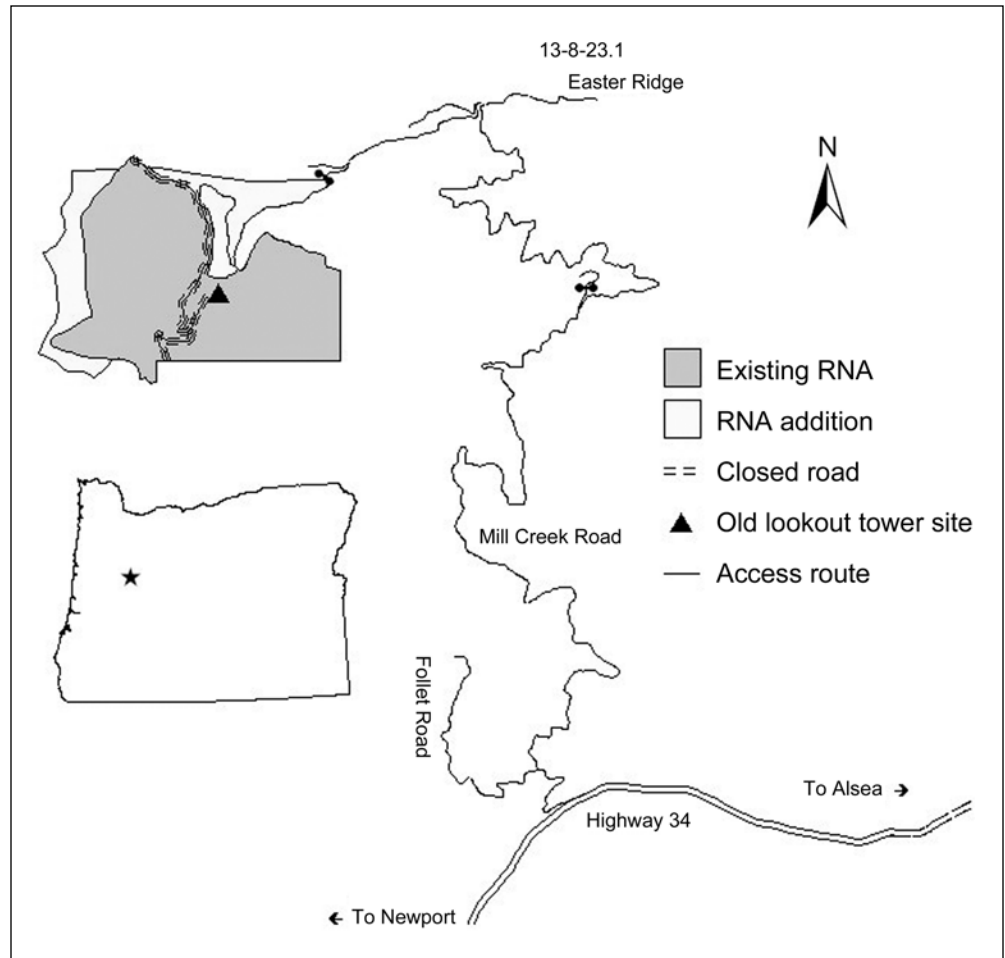 13-8-23.1
Easter Ridge
N
Existing RNA
RNA addition
Closed road
Old lookout tower site
Access route
Mill Creek Road
Follet Road
To Alsea
Highway 34
To Newport